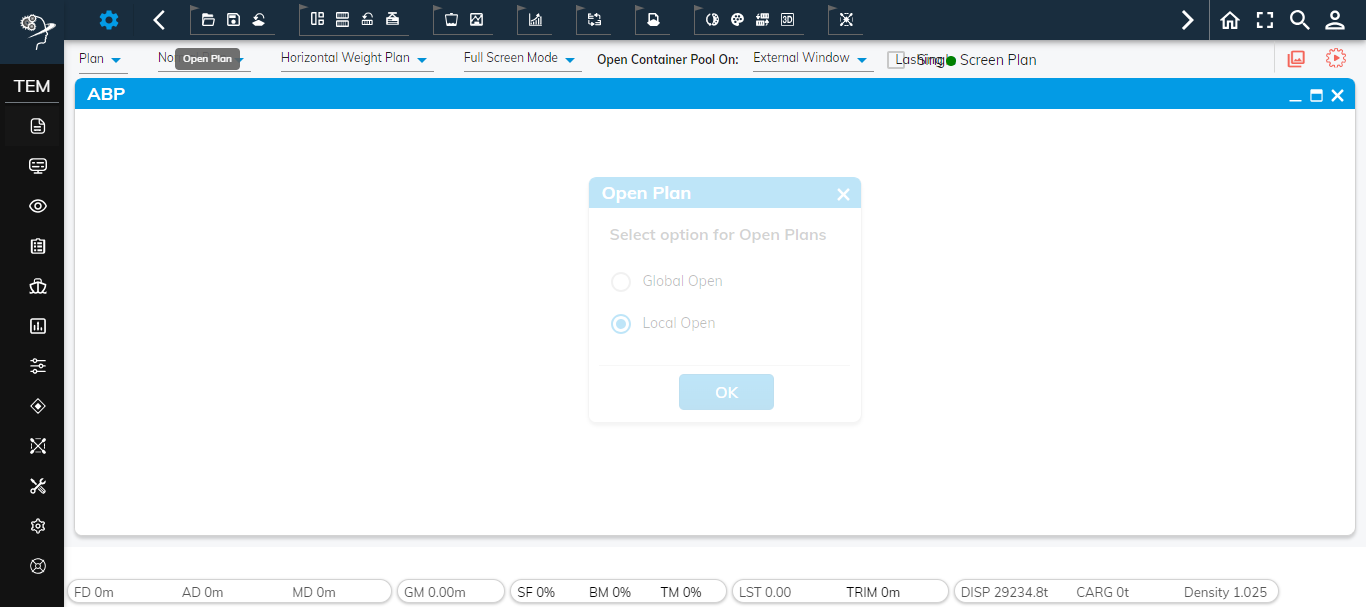 3D
Plan
No
Open Plan
Horizontal Weight Plan
Full Screen Mode
Open Container Pool On:
External Window
Lashing
Single Screen Plan
TEM
ABP
Open Plan
Select option for Open Plans
Global Open
Local Open
OK
FD 0m AD 0m MD 0m GM 0.00m SF 0% BM 0% TM 0% LST 0.00 TRIM 0m DISP 29234.8t CARG 0t Density 1.025